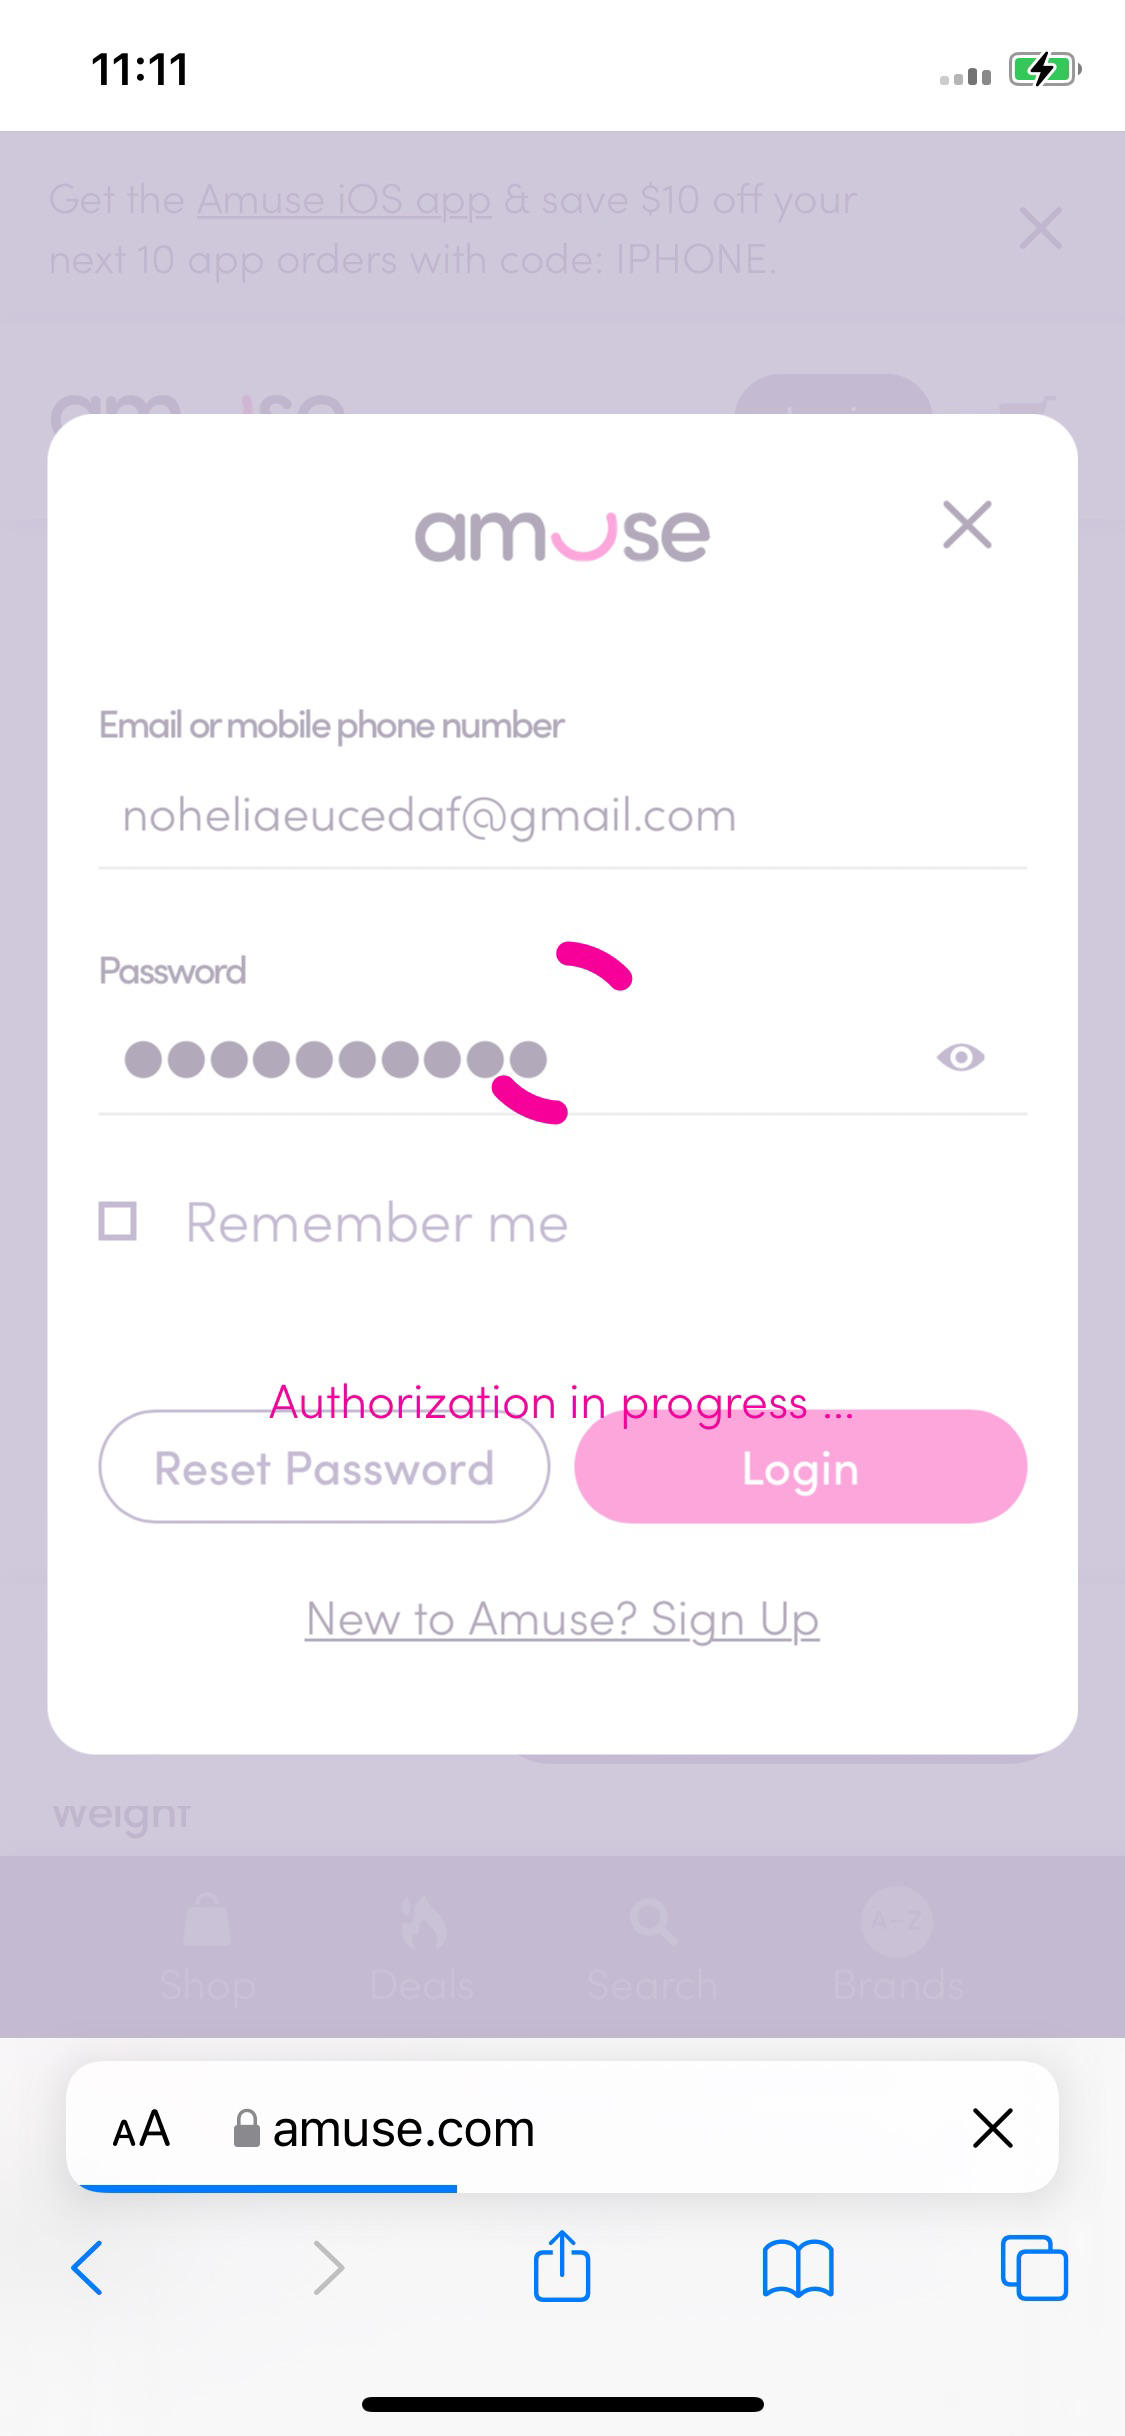 11:11
Get the Amuse iOS app & save $10 off your
next 10 app orders with code: IPHONE.
amuse
Email or mobile phone number
noheliaeucedaf@gmail.com
Password
Remember me
Authorization in progress ...
Reset Password
Login
New to Amuse? Sign Up
weight
A-Z
Shop
Deals
Search
Brands
AA
amuse.com